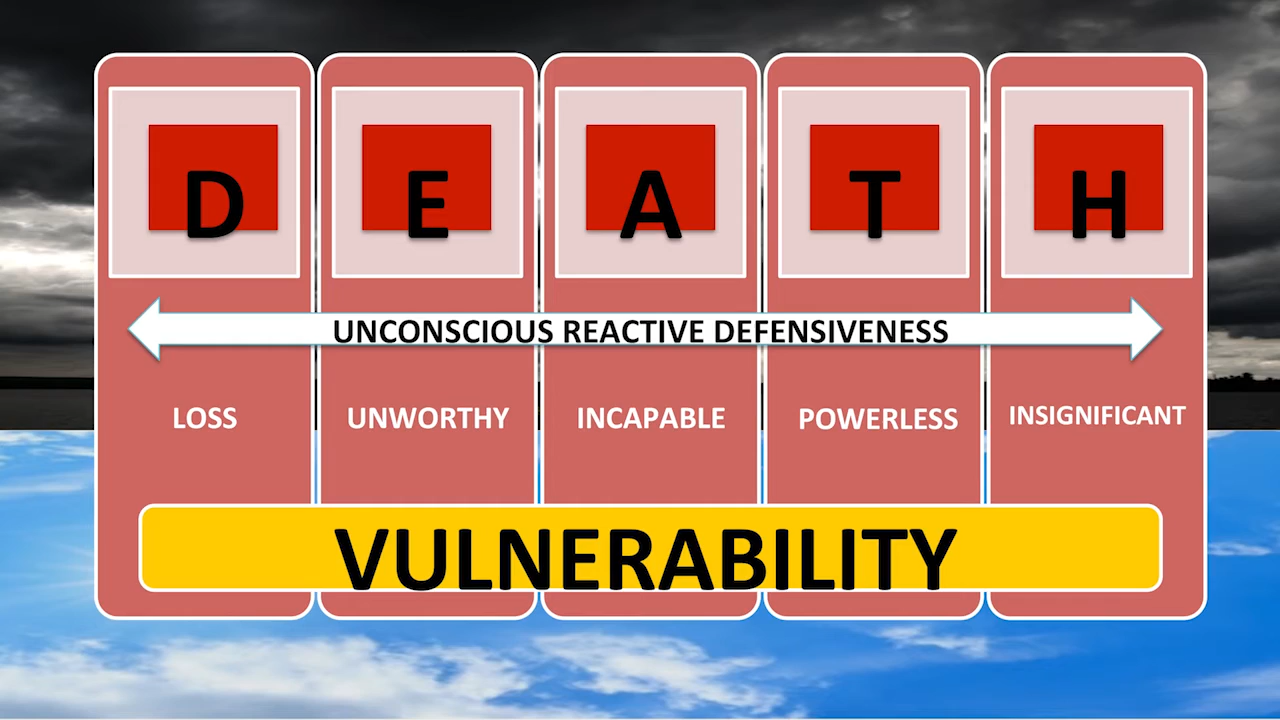 D E A T H
UNCONSCIOUS REACTIVE DEFENSIVENESS
LOSS UNWORTHY INCAPABLE POWERLESS INSIGNIFICANT
VULNERABILITY